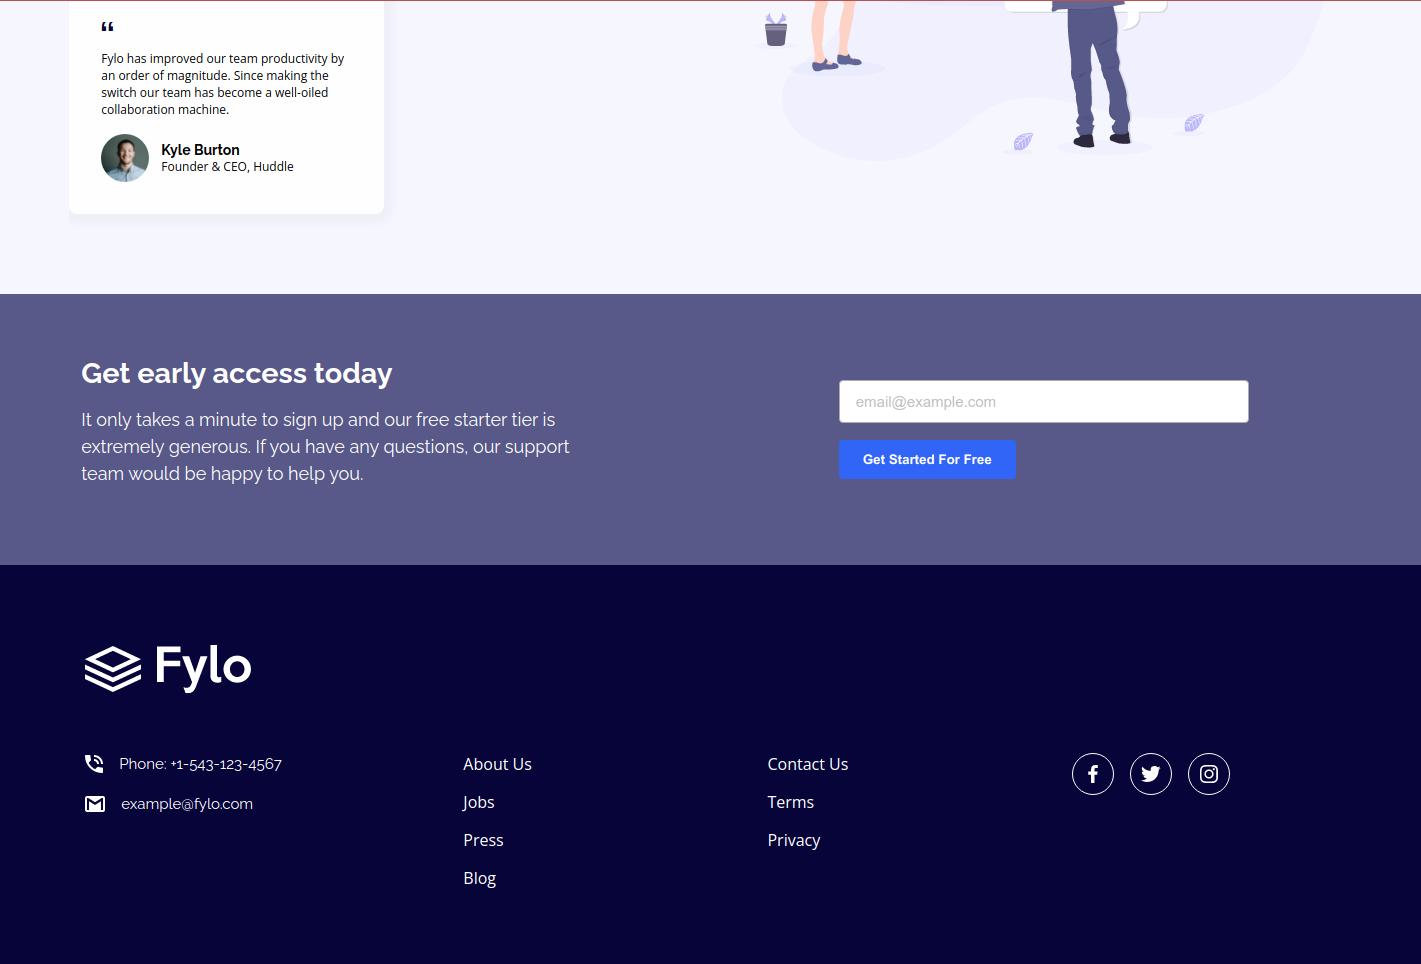 “
Fylo has improved our team productivity by
an order of magnitude. Since making the
switch our team has become a well-oiled
collaboration machine.
Kyle Burton
Founder & CEO, Huddle
Get early access today
It only takes a minute to sign up and our free starter tier is
extremely generous. If you have any questions, our support
team would be happy to help you.
email@example.com
Get Started For Free
Fylo
Phone: +1-543-123-4567
example@fylo.com
About Us
Jobs
Press
Blog
Contact Us
Terms
Privacy